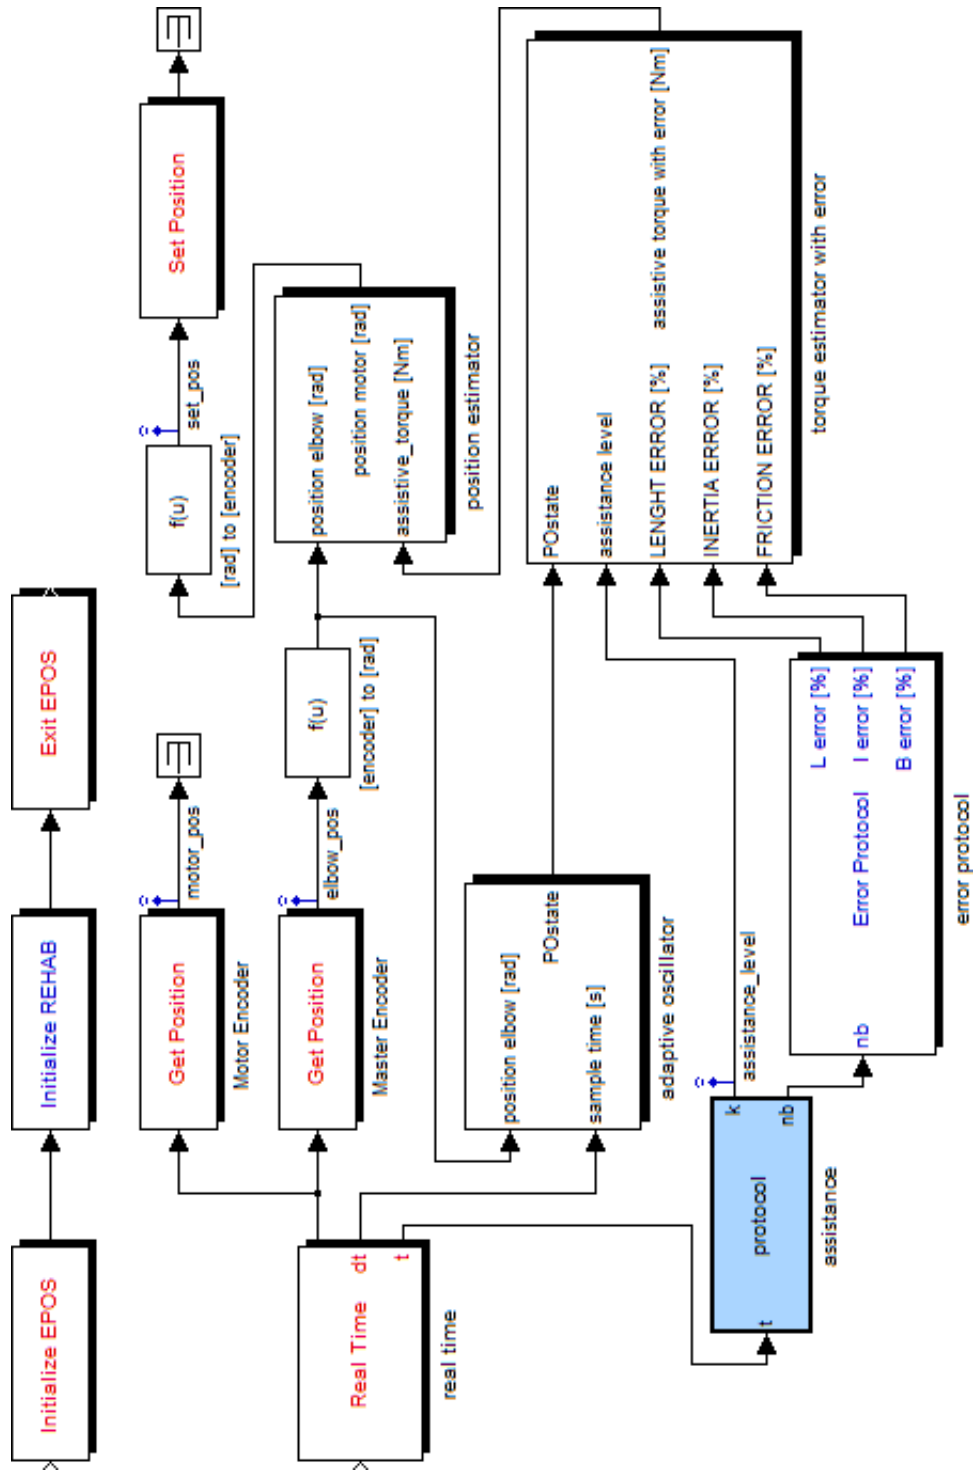 Initialize EPOS
Initialize REHAB
Exit EPOS
Get Position
Motor Encoder
motor_pos
f(u)
[rad] to [encoder]
set_pos
Set Position
Real Time
dt
t
real time
Get Position
Master Encoder
elbow_pos
f(u)
[encoder] to [rad]
position elbow [rad]
position motor [rad]
assistive_torque [Nm]
position estimator
position elbow [rad]
POstate
sample time [s]
adaptive oscillator
POstate
assistance level
LENGHT ERROR [%]
assistive torque with error [Nm]
INERTIA ERROR [%]
FRICTION ERROR [%]
torque estimator with error
t
protocol
k
nb
assistance
assistance_level
nb
Error Protocol
L error [%]
I error [%]
B error [%]
error protocol